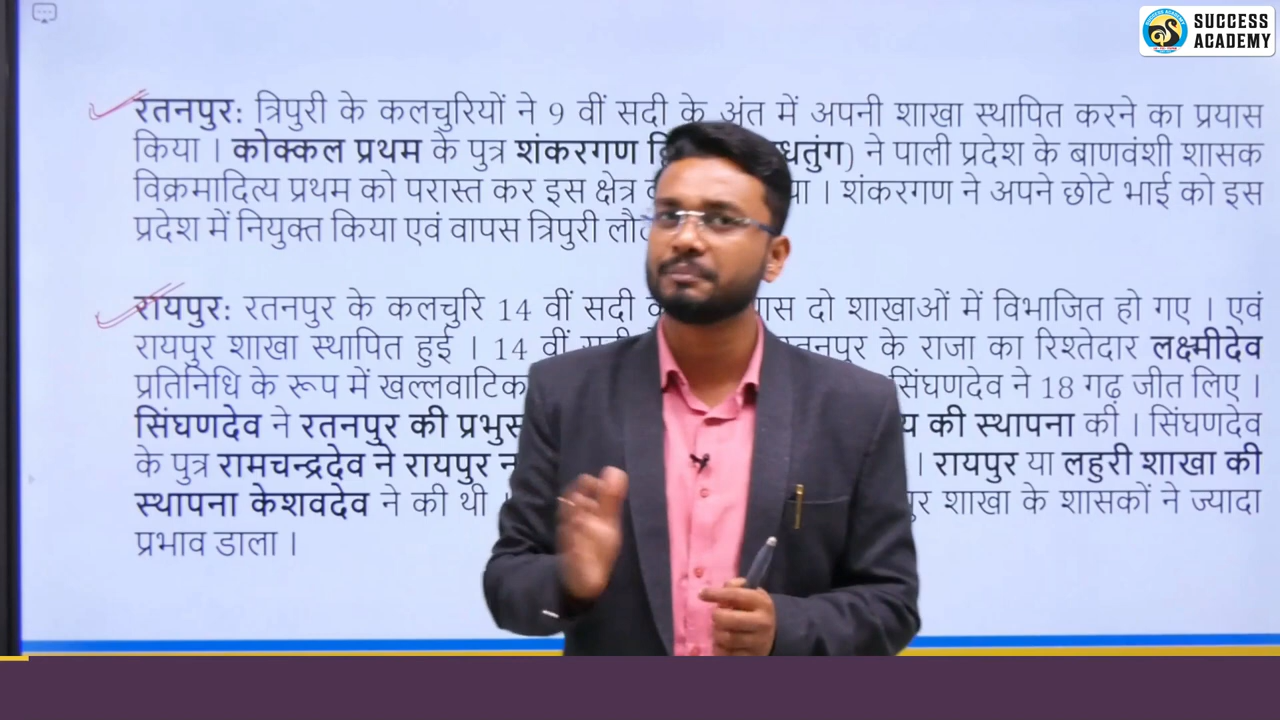 SUCCESS
ACADEMY
रतनपुर: त्रिपुरी के कलचुरियों ने 9 वीं सदी के अंत में अपनी शाखा स्थापित करने का प्रयास
किया । कोक्कल प्रथम के पुत्र शंकरगण ने पाली प्रदेश के बाणवंशी शासक
विक्रमादित्य प्रथम को परास्त कर इस क्षेत्र । शंकरगण ने अपने छोटे भाई को इस
प्रदेश में नियुक्त किया एवं वापस त्रिपुरी
रायपुर: रतनपुर के कलचुरि 14 वीं सदी दो शाखाओं में विभाजित हो गए । एवं
रायपुर शाखा स्थापित हुई । 14 वीं के राजा का रिश्तेदार लक्ष्मीदेव
प्रतिनिधि के रूप में सिंघणदेव ने 18 गढ़ जीत लिए ।
सिंघणदेव ने रतनपुर की की स्थापना की । सिंघणदेव
के पुत्र रामचन्द्रदेव ने रायपुर । रायपुर या लहुरी शाखा की
स्थापना केशवदेव ने की थी शाखा के शासकों ने ज्यादा
प्रभाव डाला ।